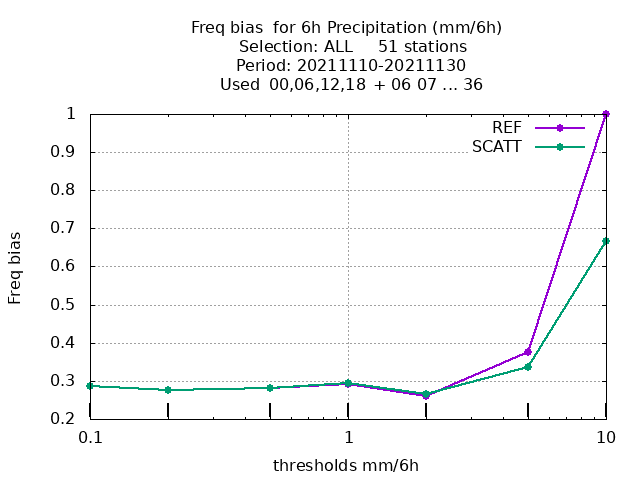 Freq bias  for 6h Precipitation (mm/6h)
Selection: ALL     51 stations
Period: 20211110-20211130
Used  00,06,12,18  + 06 07 ... 36
REF
SCATT
1
0.9
0.8
0.7
0.6
0.5
0.4
0.3
0.2
Freq bias
0.1
1
10
thresholds mm/6h